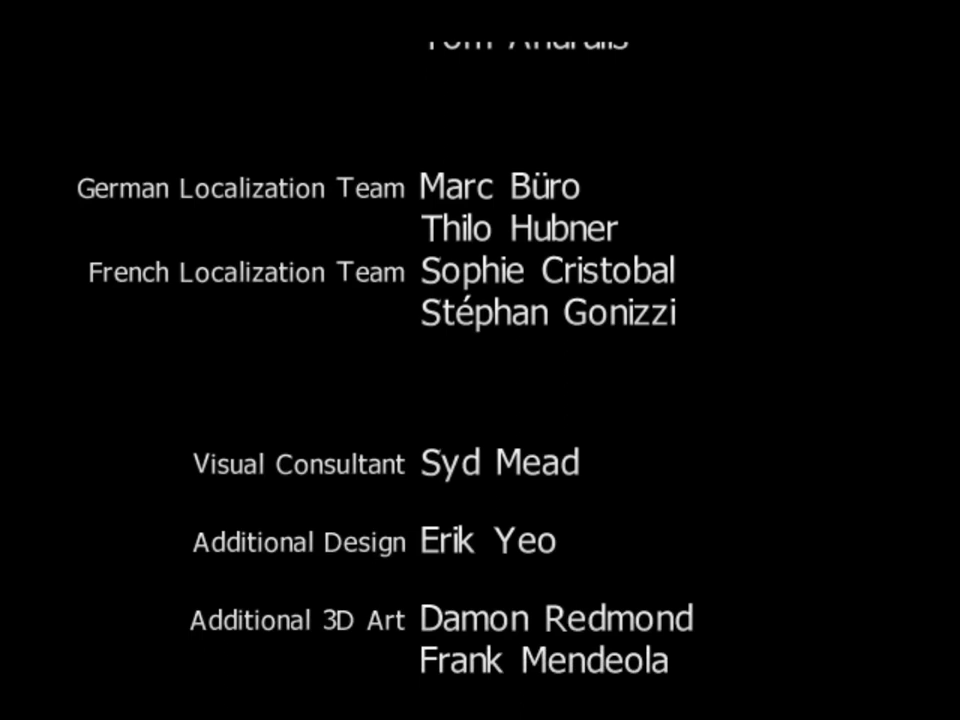 German Localization Team Marc Büro
Thilo Hubner
French Localization Team Sophie Cristobal
Stéphan Gonizzi
Visual Consultant Syd Mead
Additional Design Erik Yeo
Additional 3D Art Damon Redmond
Frank Mendeola